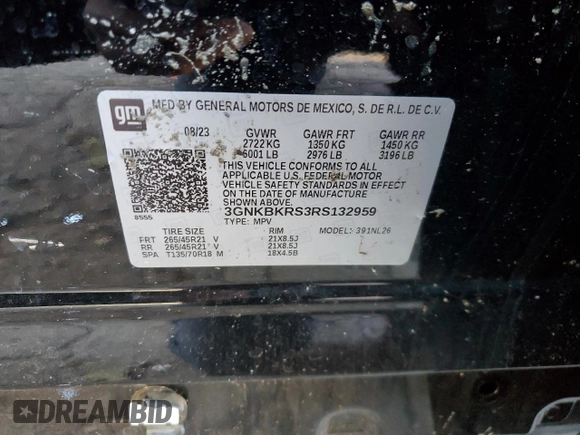 gm
MFD BY GENERAL MOTORS DE MEXICO, S. DE R.L. DE C.V.
08/23 GVWR GAWR FRT GAWR RR
2722 KG 1350 KG 1450 KG
6001 LB 2976 LB 3196 LB
THIS VEHICLE CONFORMS TO ALL
APPLICABLE U.S. FEDERAL MOTOR
VEHICLE SAFETY STANDARDS IN EFFECT
ON THE DATE OF MANUFACTURE
SHOWN ABOVE.
3GNKBKRS3RS132959
8555 TYPE: MPV MODEL: 391NL26
TIRE SIZE RIM
FRT 265/45R21 V 21X8.5J
RR 265/45R21 V 21X8.5J
SPA T135/70R18 M 18X4.5B
DREAMBID